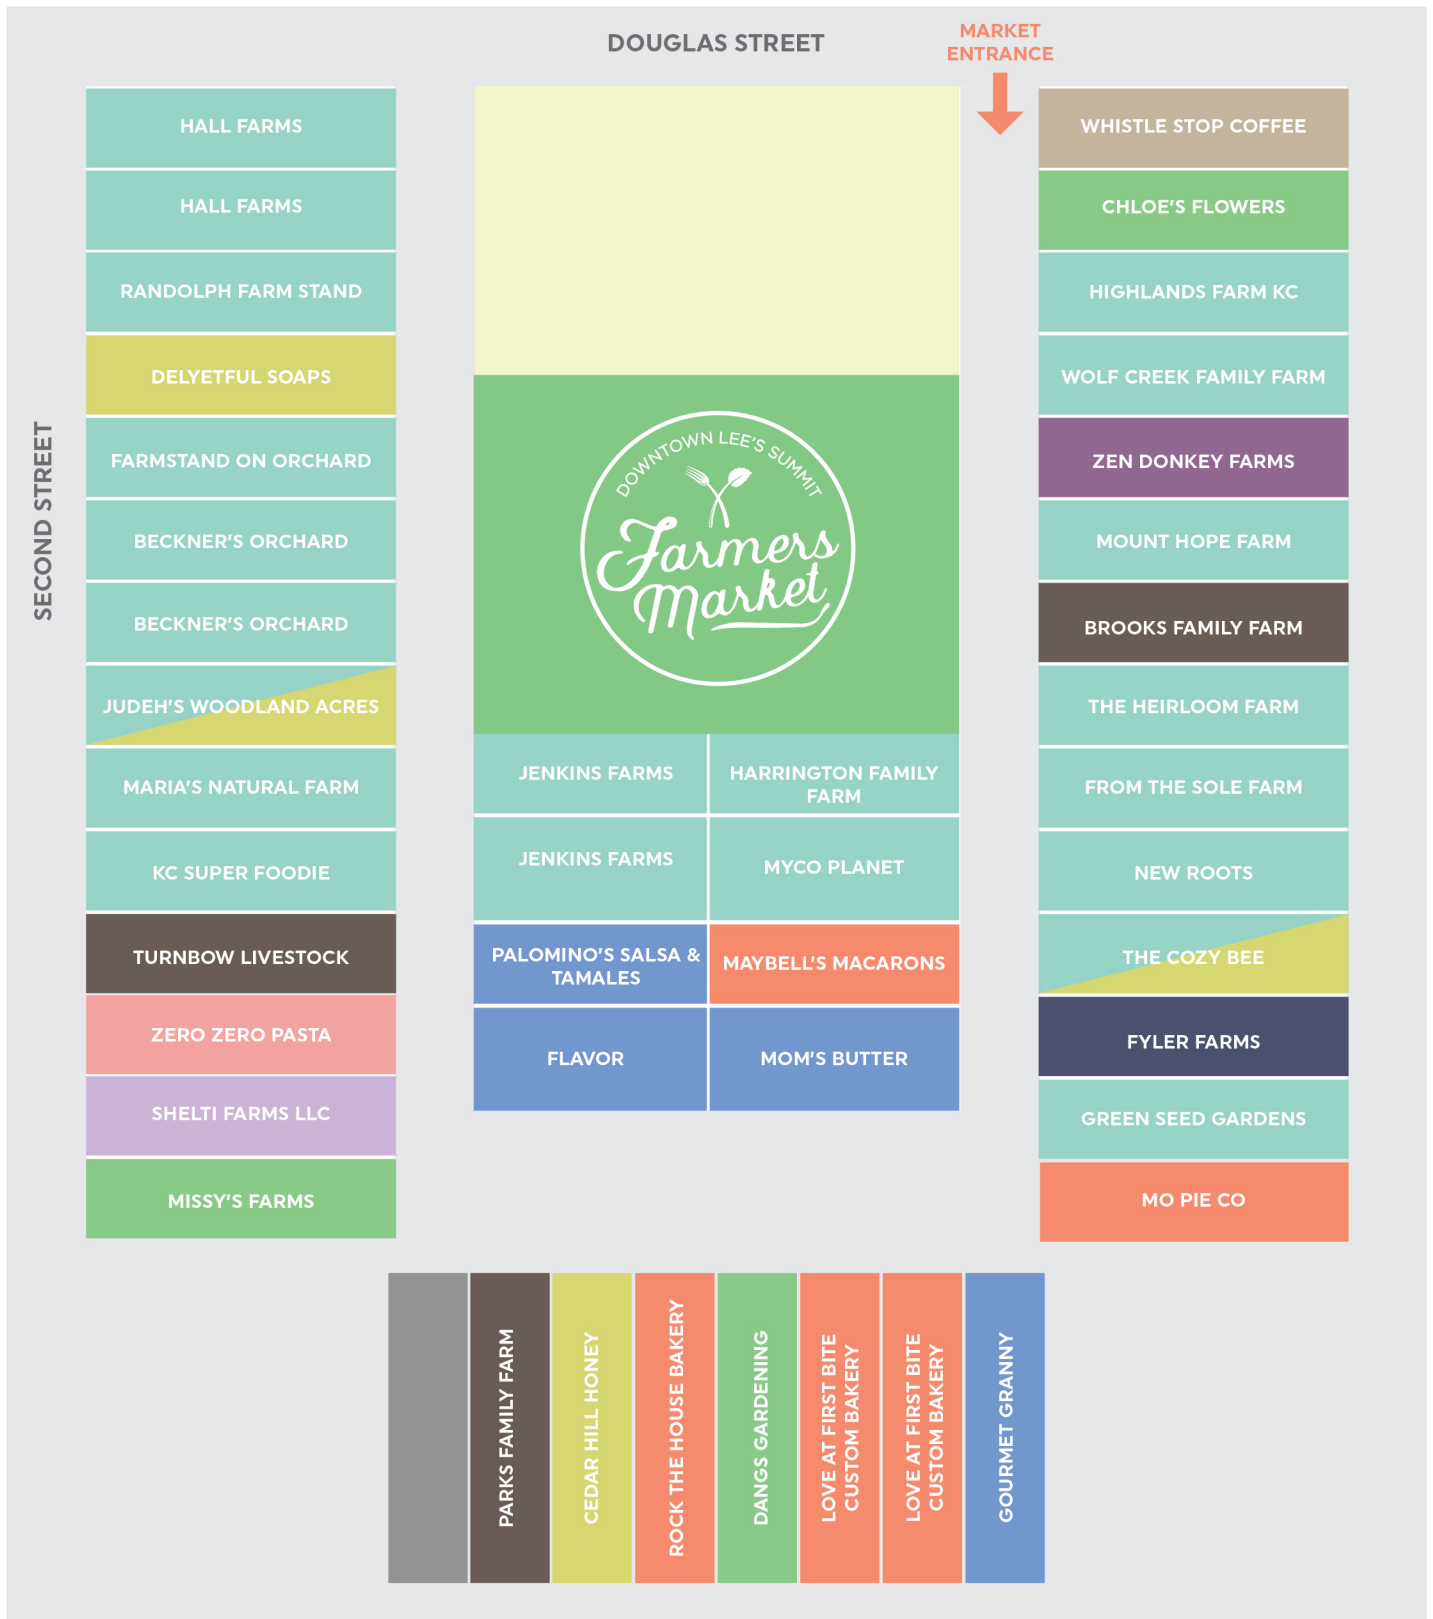 DOUGLAS STREET
MARKET
ENTRANCE
SECOND STREET
HALL FARMS
HALL FARMS
RANDOLPH FARM STAND
DELYETFUL SOAPS
FARMSTAND ON ORCHARD
BECKNER'S ORCHARD
BECKNER'S ORCHARD
JUDEH'S WOODLAND ACRES
MARIA'S NATURAL FARM
KC SUPER FOODIE
TURNBOW LIVESTOCK
ZERO ZERO PASTA
SHELTI FARMS LLC
MISSY'S FARMS
DOWNTOWN LEE'S SUMMIT
Farmers
Market
JENKINS FARMS
HARRINGTON FAMILY
FARM
JENKINS FARMS
MYCO PLANET
PALOMINO'S SALSA &
TAMALES
MAYBELL'S MACARONS
FLAVOR
MOM'S BUTTER
WHISTLE STOP COFFEE
CHLOE'S FLOWERS
HIGHLANDS FARM KC
WOLF CREEK FAMILY FARM
ZEN DONKEY FARMS
MOUNT HOPE FARM
BROOKS FAMILY FARM
THE HEIRLOOM FARM
FROM THE SOLE FARM
NEW ROOTS
THE COZY BEE
FYLER FARMS
GREEN SEED GARDENS
MO PIE CO
PARKS FAMILY FARM
CEDAR HILL HONEY
ROCK THE HOUSE BAKERY
DANGS GARDENING
LOVE AT FIRST BITE
CUSTOM BAKERY
LOVE AT FIRST BITE
CUSTOM BAKERY
GOURMET GRANNY